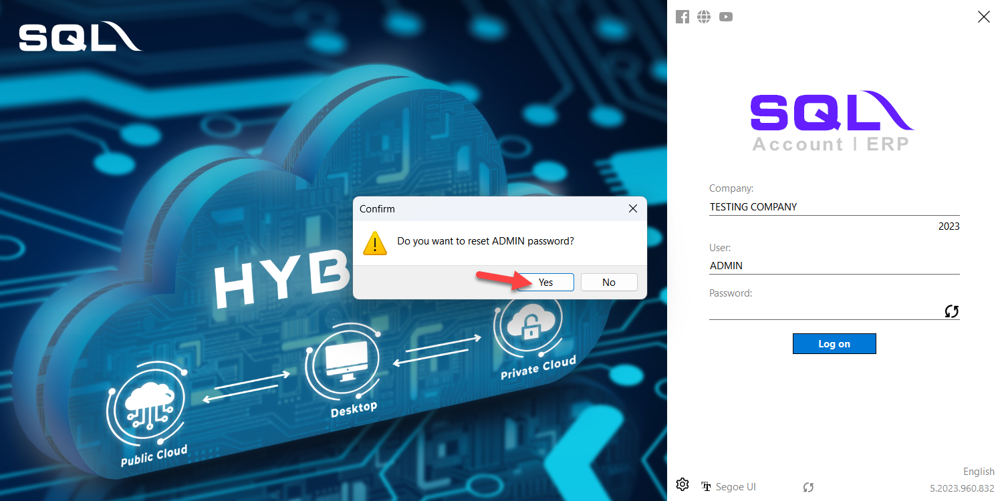 SQL
HYB
Public Cloud
Desktop
Private Cloud
Confirm
Do you want to reset ADMIN password?
Yes
No
SQL
Account | ERP
Company:
TESTING COMPANY
2023
User:
ADMIN
Password:
Log on
English
Segoe UI
5.2023.960.832